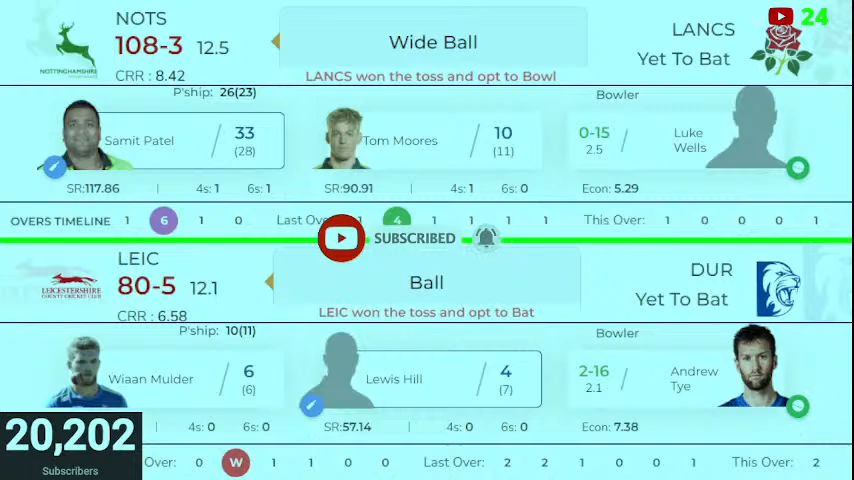 NOTS
108-3 12.5
CRR : 8.42
NOTTINGHAMSHIRE
Wide Ball
LANCS won the toss and opt to Bowl
LANCS
Yet To Bat
24
P'ship: 26(23)
Bowler
Samit Patel
33
(28)
Tom Moores
10
(11)
0-15
2.5
Luke
Wells
SR:117.86 | 4s: 1 6s: 1
SR:90.91 | 4s: 1 6s: 0
Econ: 5.29
OVERS TIMELINE 1 6 1 0 Last Ove 1 4 1 1 1 1 This Over: 1 0 0 0 1
SUBSCRIBED
LEIC
80-5 12.1
CRR : 6.58
LEICESTERSHIRE
COUNTY CRICKET CLUB
Ball
LEIC won the toss and opt to Bat
DUR
Yet To Bat
P'ship: 10(11)
Bowler
Wiaan Mulder
6
(6)
Lewis Hill
4
(7)
2-16
2.1
Andrew
Tye
| 4s: 0 6s: 0
SR:57.14 | 4s: 0 6s: 0
Econ: 7.38
20,202
Subscribers
Over: 0 W 1 1 0 0 Last Over: 2 2 1 0 0 1 This Over: 2